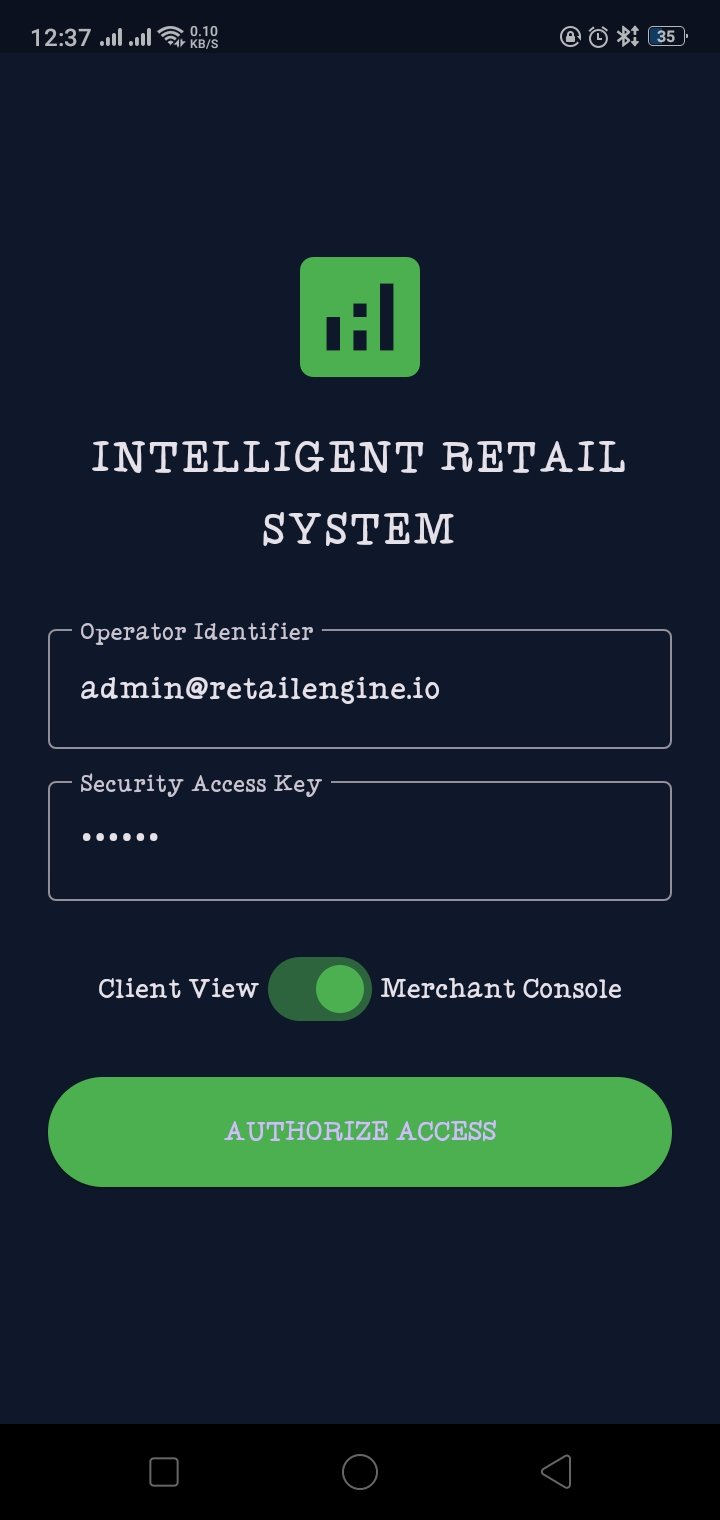 12:37 0.10 KB/S 35
INTELLIGENT RETAIL
SYSTEM
Operator Identifier
admin@retailengine.io
Security Access Key
••••••
Client View Merchant Console
AUTHORIZE ACCESS